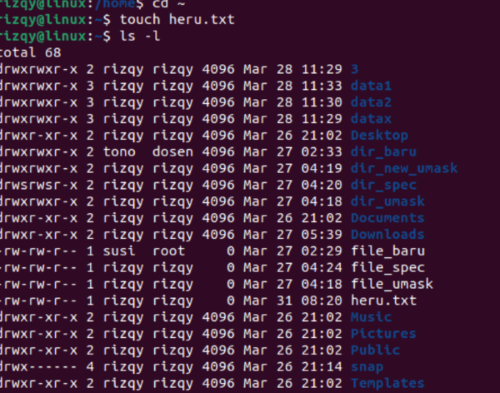 rizqy@linux:/home$ cd ~
rizqy@linux:~$ touch heru.txt
rizqy@linux:~$ ls -l
total 68
drwxrwxr-x 2 rizqy rizqy 4096 Mar 28 11:29 3
drwxrwxr-x 3 rizqy rizqy 4096 Mar 28 11:33 data1
drwxrwxr-x 3 rizqy rizqy 4096 Mar 28 11:30 data2
drwxrwxr-x 3 rizqy rizqy 4096 Mar 28 11:29 datax
drwxr-xr-x 2 rizqy rizqy 4096 Mar 26 21:02 Desktop
drwxrwxr-x 2 tono dosen 4096 Mar 27 02:33 dir_baru
drwxrwxr-x 2 rizqy rizqy 4096 Mar 27 04:19 dir_new_umask
drwsrwsr-x 2 rizqy rizqy 4096 Mar 27 04:20 dir_spec
drwxrwxr-x 2 rizqy rizqy 4096 Mar 27 04:18 dir_umask
drwxr-xr-x 2 rizqy rizqy 4096 Mar 26 21:02 Documents
drwxr-xr-x 2 rizqy rizqy 4096 Mar 27 05:39 Downloads
-rw-rw-r-- 1 susi root 0 Mar 27 02:29 file_baru
-rw-rw-r-- 1 rizqy rizqy 0 Mar 27 04:24 file_spec
-rw-rw-r-- 1 rizqy rizqy 0 Mar 27 04:18 file_umask
-rw-rw-r-- 1 rizqy rizqy 0 Mar 31 08:20 heru.txt
drwxr-xr-x 2 rizqy rizqy 4096 Mar 26 21:02 Music
drwxr-xr-x 2 rizqy rizqy 4096 Mar 26 21:02 Pictures
drwxr-xr-x 2 rizqy rizqy 4096 Mar 26 21:02 Public
drwx------ 4 rizqy rizqy 4096 Mar 26 21:14 snap
drwxr-xr-x 2 rizqy rizqy 4096 Mar 26 21:02 Templates